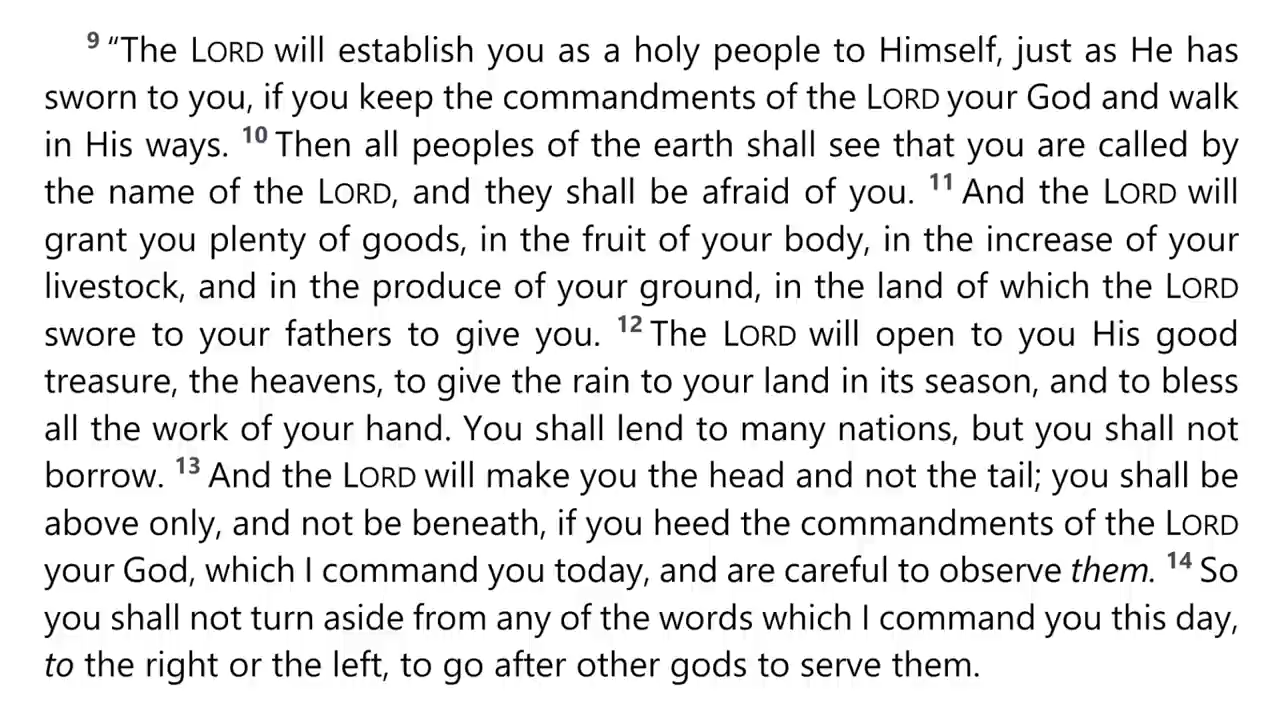 9 “The LORD will establish you as a holy people to Himself, just as He has
sworn to you, if you keep the commandments of the LORD your God and walk
in His ways. 10 Then all peoples of the earth shall see that you are called by
the name of the LORD, and they shall be afraid of you. 11 And the LORD will
grant you plenty of goods, in the fruit of your body, in the increase of your
livestock, and in the produce of your ground, in the land of which the LORD
swore to your fathers to give you. 12 The LORD will open to you His good
treasure, the heavens, to give the rain to your land in its season, and to bless
all the work of your hand. You shall lend to many nations, but you shall not
borrow. 13 And the LORD will make you the head and not the tail; you shall be
above only, and not be beneath, if you heed the commandments of the LORD
your God, which I command you today, and are careful to observe them. 14 So
you shall not turn aside from any of the words which I command you this day,
to the right or the left, to go after other gods to serve them.